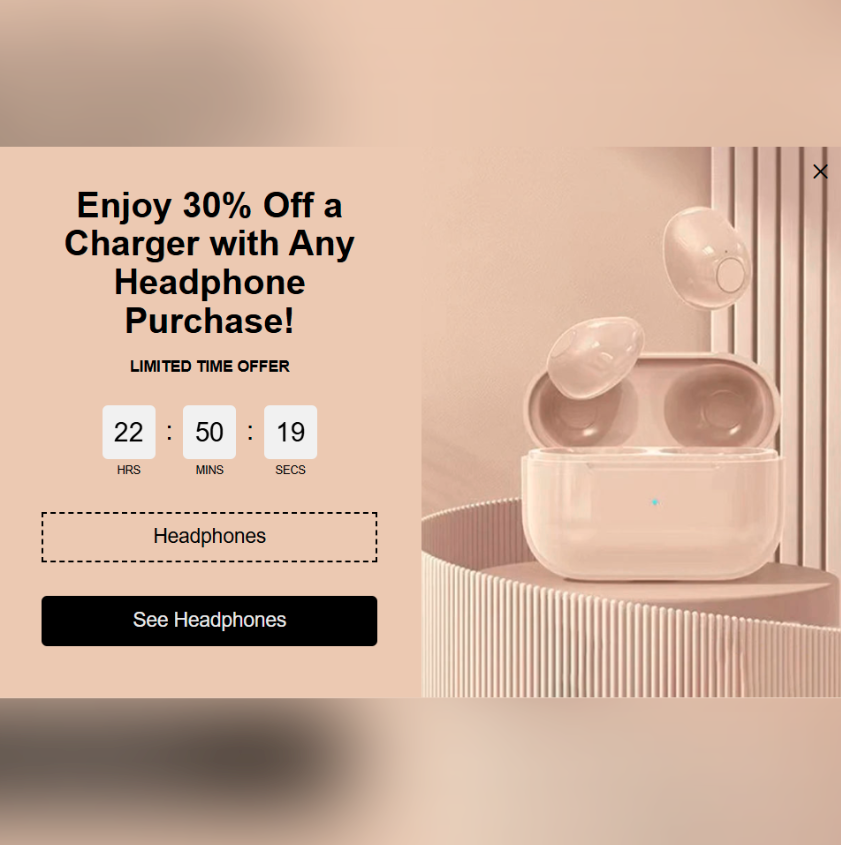 Enjoy 30% Off a
Charger with Any
Headphone
Purchase!
LIMITED TIME OFFER
22 : 50 : 19
HRS MINS SECS
Headphones
See Headphones